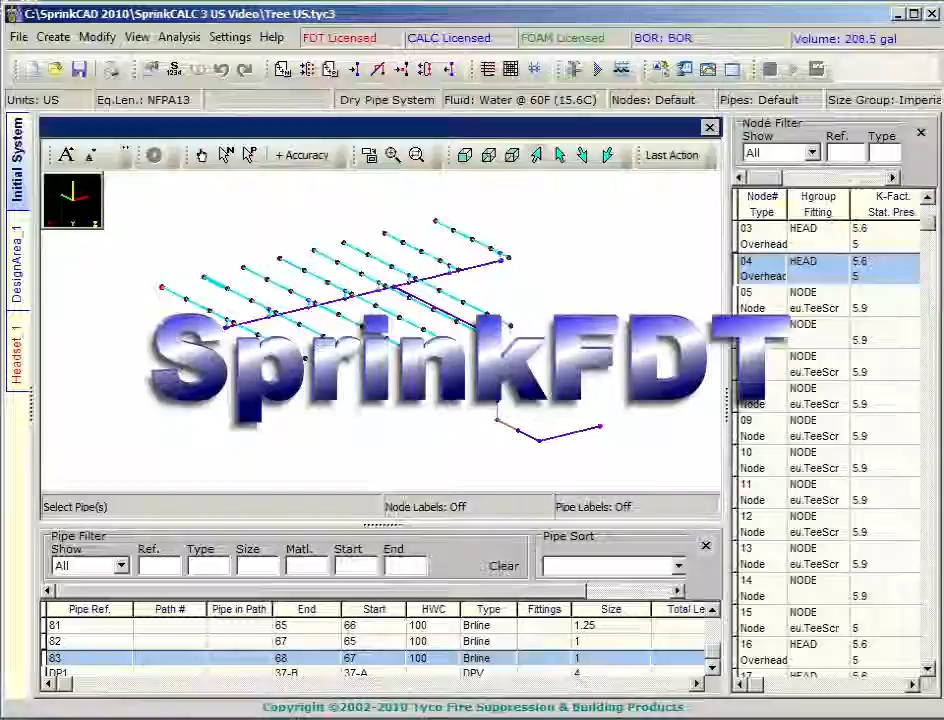 C:\SprinkCAD 2010\SprinkCALC 3 US Video\Tree US.tyc3
File Create Modify View Analysis Settings Help FDT Licensed CALC Licensed FOAM Licensed BOR: BOR Volume: 208.5 gal
S
1234
Units: US Eq.Len.: NFPA13 Dry Pipe System Fluid: Water @ 60F (15.6C) Nodes: Default Pipes: Default Size Group: Imperia
Initial System
DesignArea_1
Headset_1
A A " N P + Accuracy Last Action
SprinkFDT
Select Pipe(s) Node Labels: Off Pipe Labels: Off
Pipe Filter Pipe Sort
Show Ref. Type Size Matl. Start End
All Clear
Pipe Ref. Path # Pipe in Path End Start HWC Type Fittings Size Total Le
81 65 66 100 Brline 1.25
82 67 65 100 Brline 1
83 68 67 100 Brline 1
DP1 37-B 37-A DPV 4
Node Filter
Show Ref. Type
All
Node# Hgroup K-Fact.
Type Fitting Stat. Pres
03 HEAD 5.6
Overhead 5
04 HEAD 5.6
Overhead 5
05 NODE
Node eu.TeeScr 5.9
NODE
5.9
NODE
eu.TeeScr 5.9
NODE
Node eu.TeeScr 5.9
09 NODE
Node eu.TeeScr 5.9
10 NODE
Node eu.TeeScr 5.9
11 NODE
Node eu.TeeScr 5.9
12 NODE
Node eu.TeeScr 5.9
13 NODE
Node eu.TeeScr 5.9
14 NODE
Node 5.9
15 NODE
Node eu.TeeScr 5
16 HEAD 5.6
Overhead 5
17 HEAD 5.6
Copyright ©2002-2010 Tyco Fire Suppression & Building Products